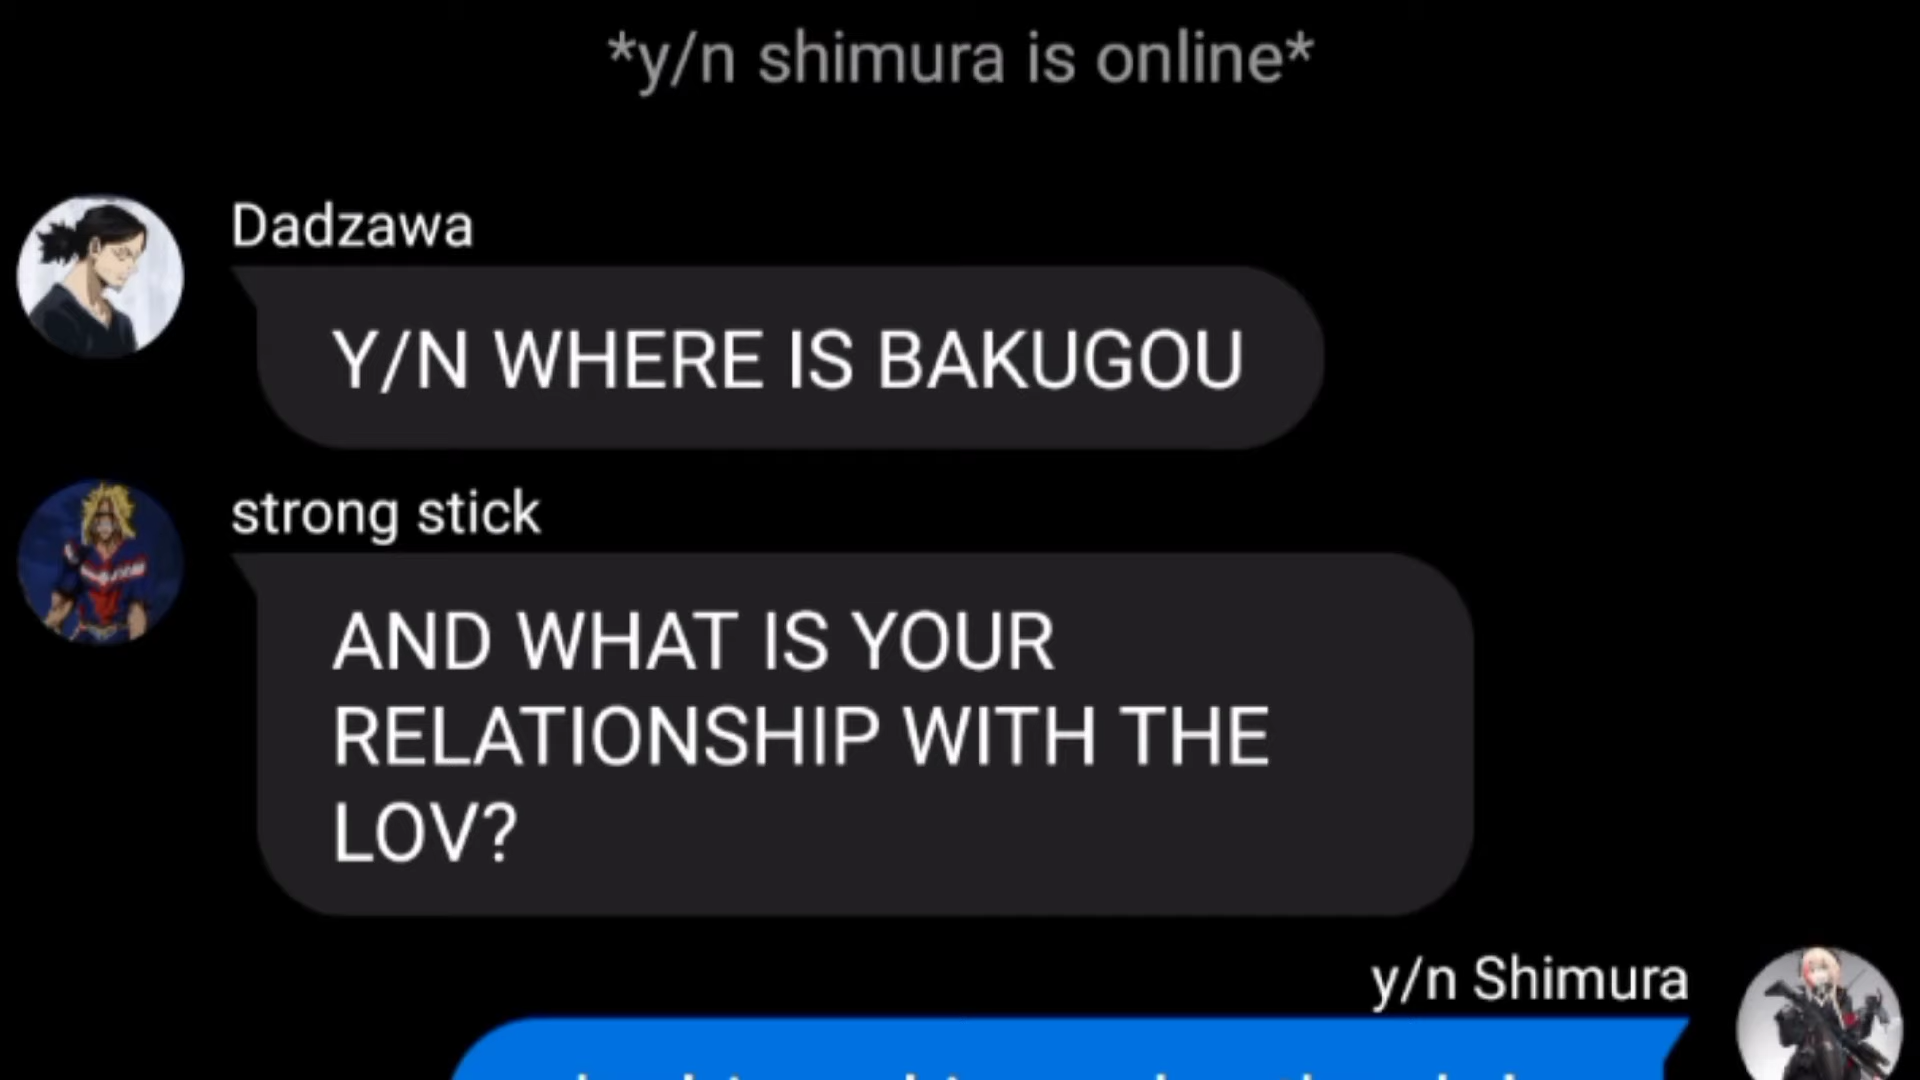 *y/n shimura is online*
Dadzawa
Y/N WHERE IS BAKUGOU
strong stick
AND WHAT IS YOUR
RELATIONSHIP WITH THE
LOV?
y/n Shimura